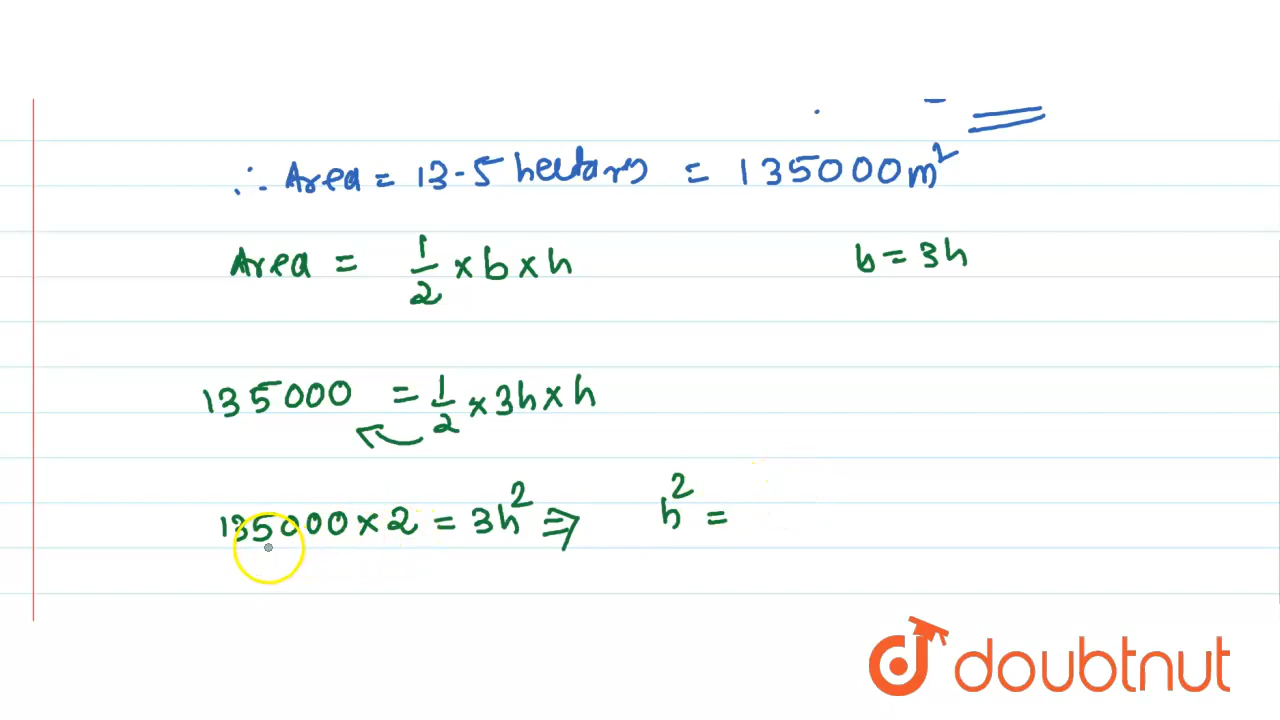 ∴ Area = 13.5 hectares = 135000 m²
Area = 1/2 × b × h
b = 3h
135000 = 1/2 × 3h × h
135000 × 2 = 3h² ⇒ h² =
doubtnut